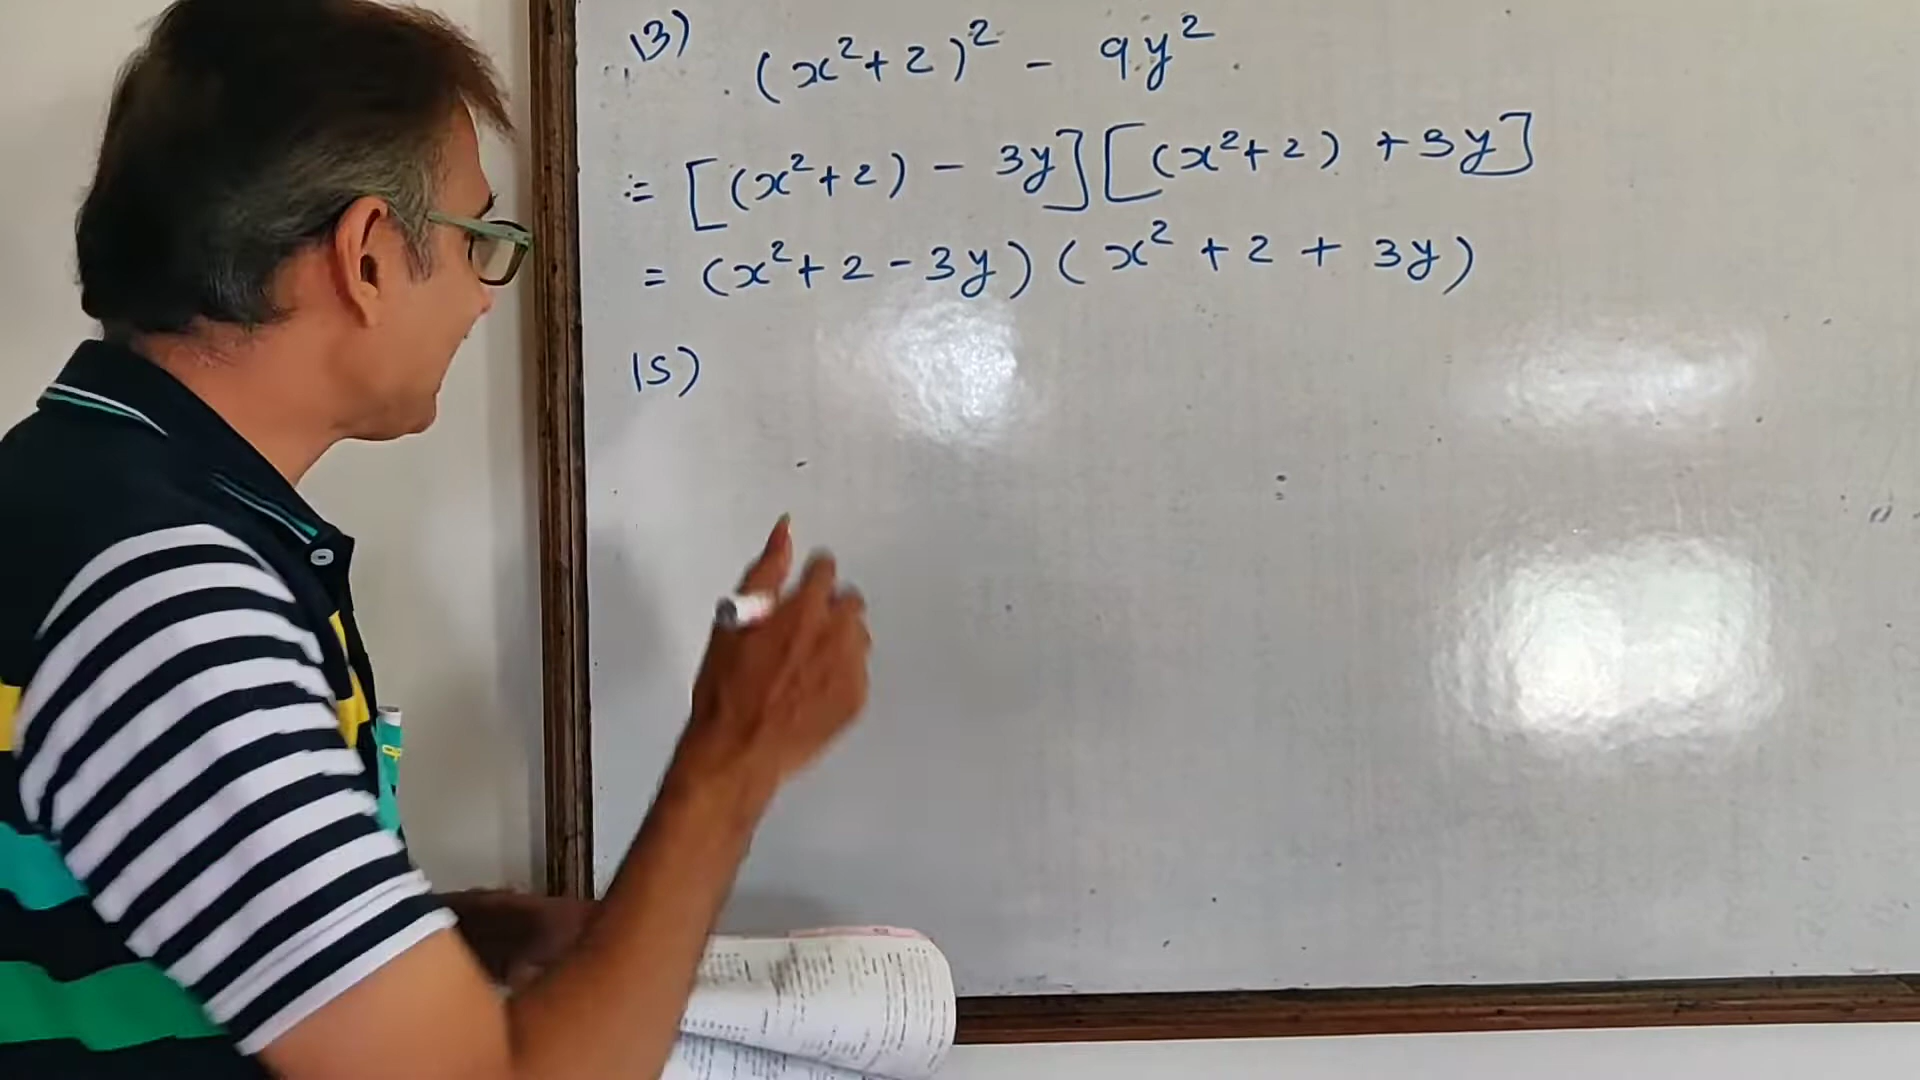 13) (x²+2)² - 9y²
= [(x²+2) - 3y] [(x²+2) + 3y]
= (x²+2-3y) (x² + 2 + 3y)
15)